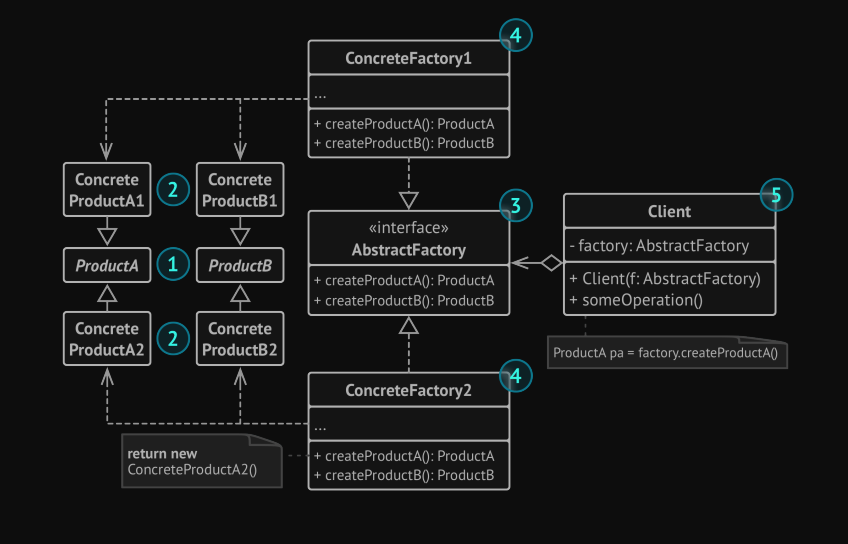 4
ConcreteFactory1
...
+ createProductA(): ProductA
+ createProductB(): ProductB
Concrete
ProductA1
2
Concrete
ProductB1
ProductA
1
ProductB
Concrete
ProductA2
2
Concrete
ProductB2
3
«interface»
AbstractFactory
+ createProductA(): ProductA
+ createProductB(): ProductB
5
Client
- factory: AbstractFactory
+ Client(f: AbstractFactory)
+ someOperation()
ProductA pa = factory.createProductA()
4
ConcreteFactory2
...
+ createProductA(): ProductA
+ createProductB(): ProductB
return new
ConcreteProductA2()